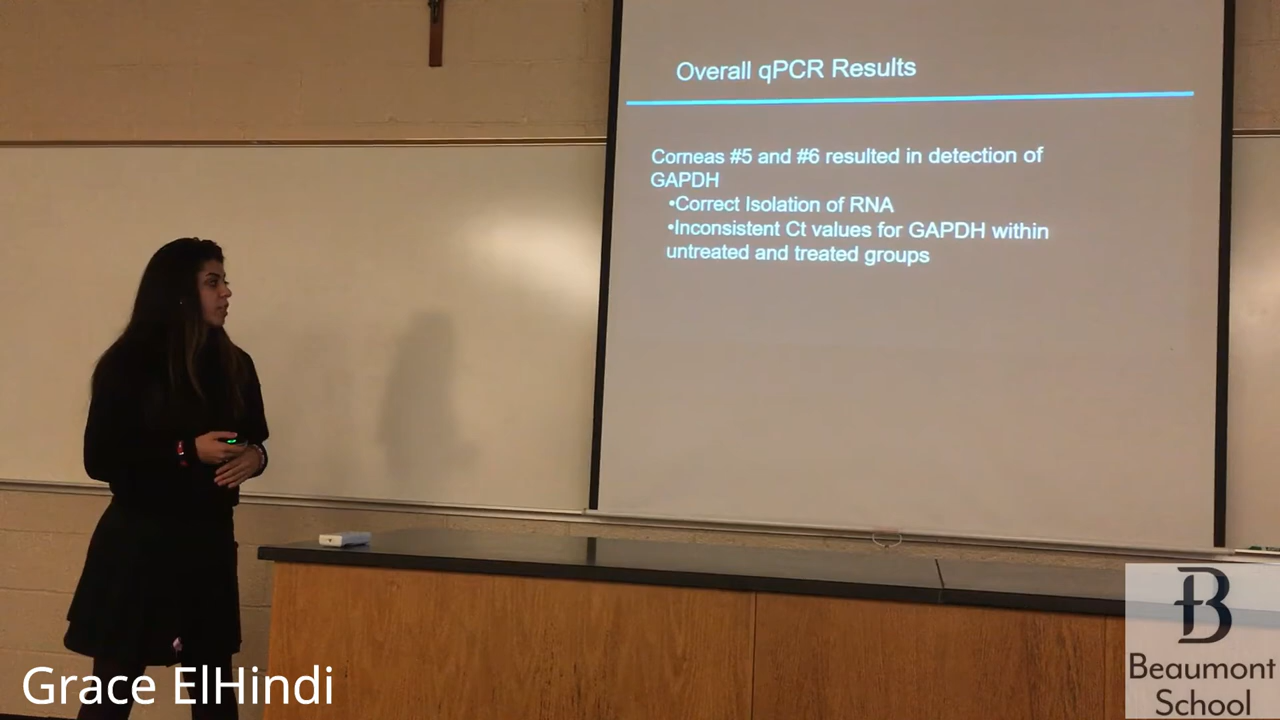 Overall qPCR Results
Corneas #5 and #6 resulted in detection of
GAPDH
•Correct Isolation of RNA
•Inconsistent Ct values for GAPDH within
untreated and treated groups
Grace ElHindi
B
Beaumont
School